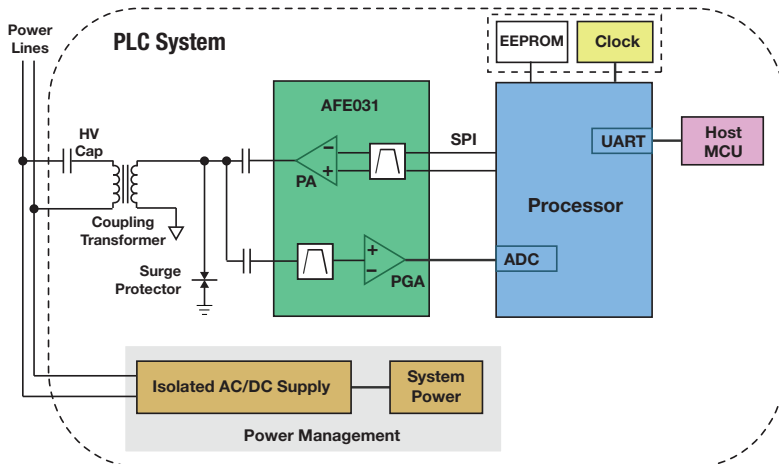 Power
Lines
PLC System
EEPROM
Clock
AFE031
HV
Cap
PA
SPI
UART
Host
MCU
Processor
Coupling
Transformer
Surge
Protector
PGA
ADC
Isolated AC/DC Supply
System
Power
Power Management